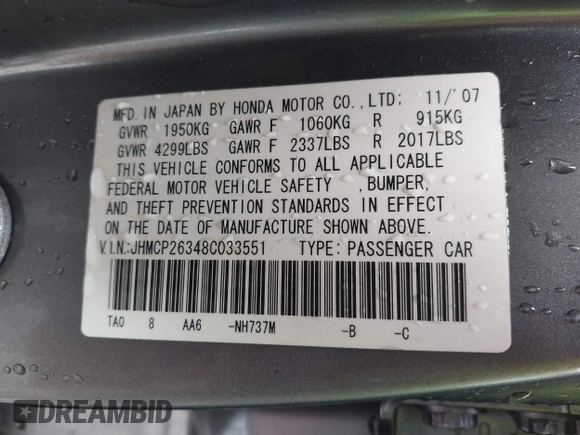 MFD. IN JAPAN BY HONDA MOTOR CO., LTD: 11/'07
GVWR 1950KG GAWR F 1060KG R 915KG
GVWR 4299LBS GAWR F 2337LBS R 2017LBS
THIS VEHICLE CONFORMS TO ALL APPLICABLE
FEDERAL MOTOR VEHICLE SAFETY , BUMPER,
AND THEFT PREVENTION STANDARDS IN EFFECT
ON THE DATE OF MANUFACTURE SHOWN ABOVE.
V.I.N.:JHMCP26348C033551 TYPE: PASSENGER CAR
TA0 8 AA6 -NH737M -B -C
DREAMBID